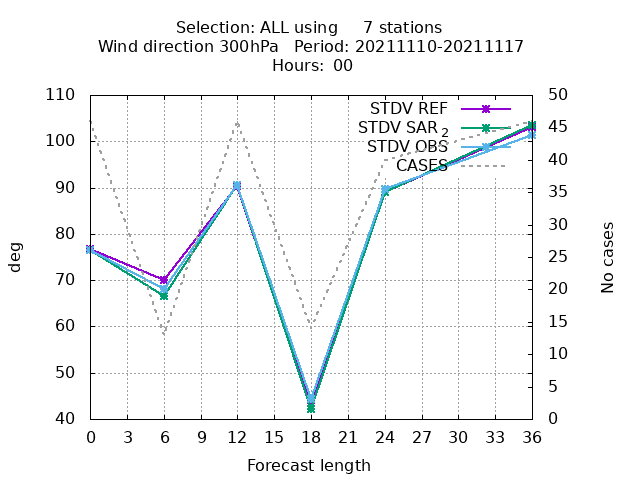 Selection: ALL using     7 stations
Wind direction 300hPa   Period: 20211110-20211117
Hours:  00
STDV REF
STDV SAR 2
STDV OBS
CASES
110
100
90
80
70
60
50
40
50
45
40
35
30
25
20
15
10
5
0
deg
No cases
0 3 6 9 12 15 18 21 24 27 30 33 36
Forecast length